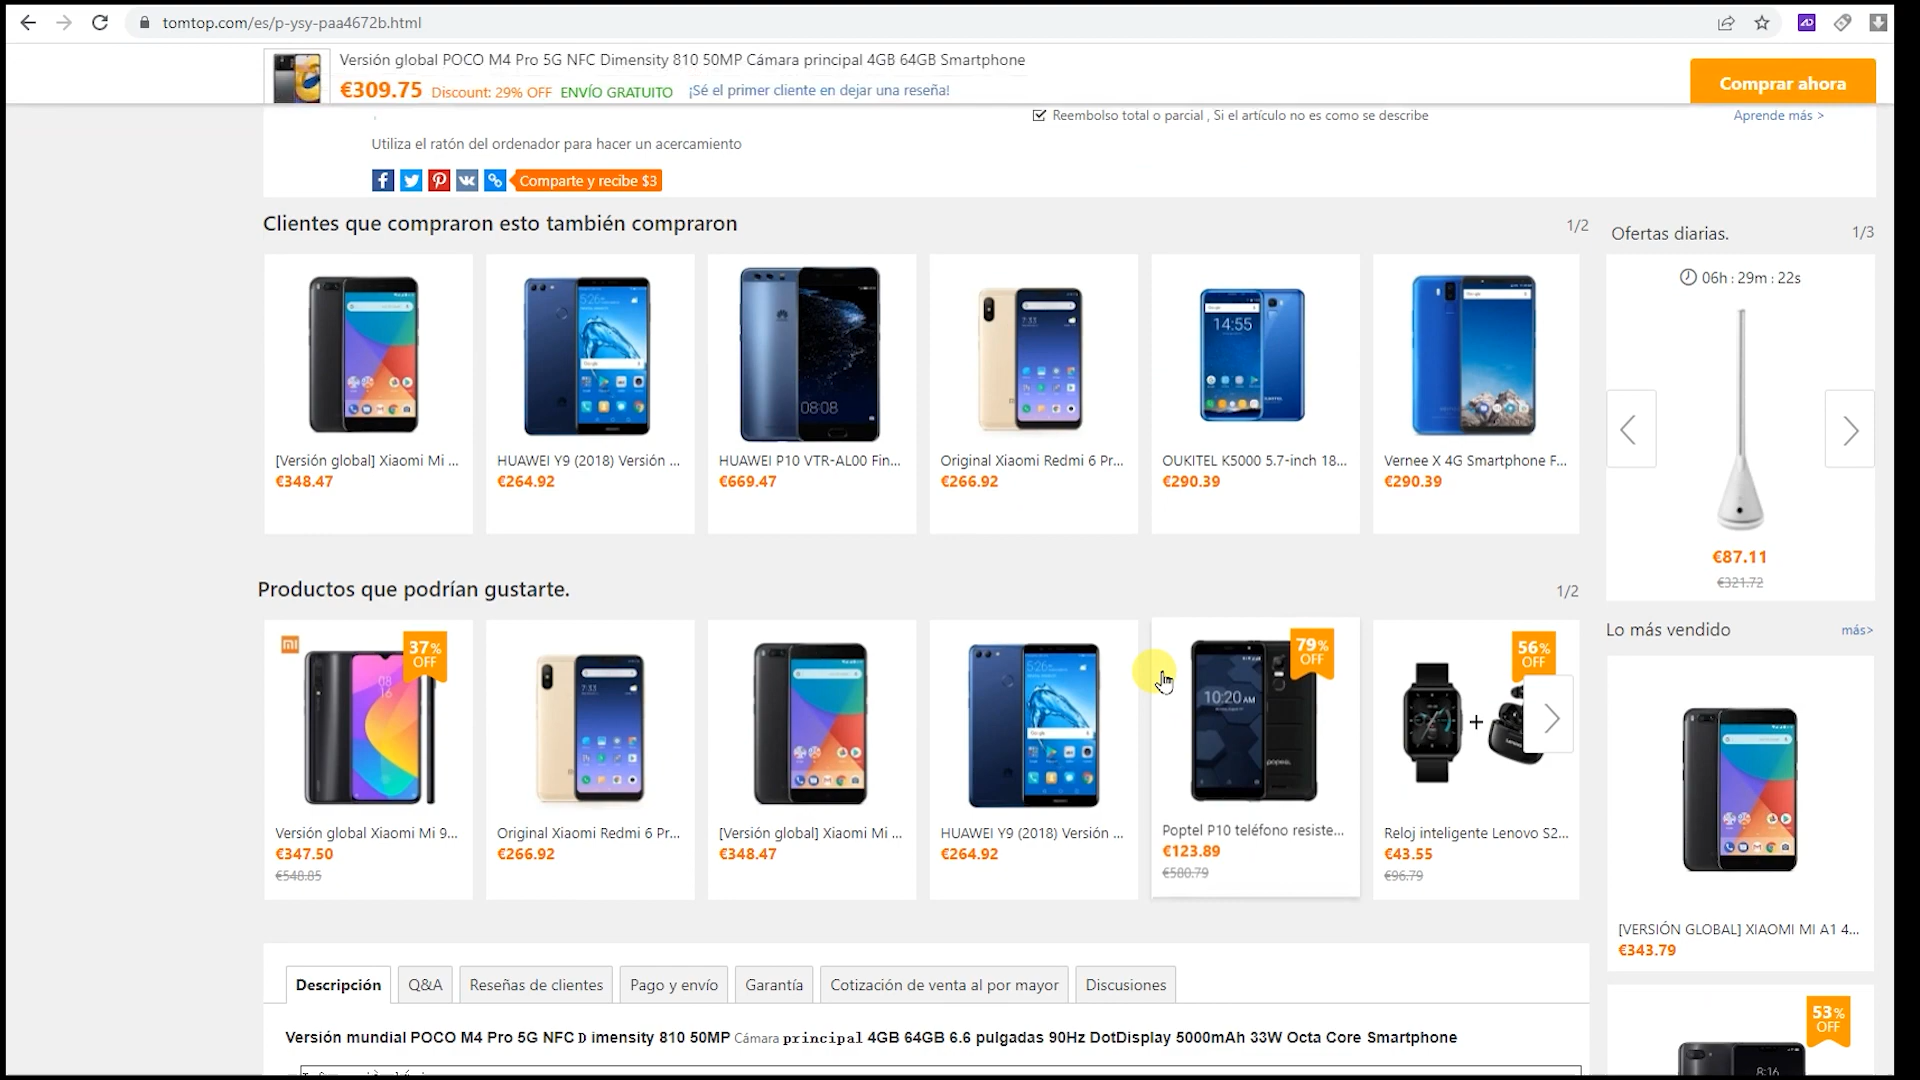 tomtop.com/es/p-ysy-paa4672b.html
Versión global POCO M4 Pro 5G NFC Dimensity 810 50MP Cámara principal 4GB 64GB Smartphone
€309.75 Discount: 29% OFF ENVÍO GRATUITO ¡Sé el primer cliente en dejar una reseña!
Comprar ahora
Reembolso total o parcial , Si el artículo no es como se describe
Aprende más >
Utiliza el ratón del ordenador para hacer un acercamiento
Comparte y recibe $3
Clientes que compraron esto también compraron
1/2
[Versión global] Xiaomi Mi ...
€348.47
HUAWEI Y9 (2018) Versión ...
€264.92
08:08
HUAWEI P10 VTR-AL00 Fin...
€669.47
Original Xiaomi Redmi 6 Pr...
€266.92
14:55
OUKITEL K5000 5.7-inch 18...
€290.39
Vernee X 4G Smartphone F...
€290.39
Ofertas diarias.
1/3
06h : 29m : 22s
€87.11
€321.72
Productos que podrían gustarte.
1/2
37%
OFF
Versión global Xiaomi Mi 9...
€347.50
€548.85
Original Xiaomi Redmi 6 Pr...
€266.92
[Versión global] Xiaomi Mi ...
€348.47
HUAWEI Y9 (2018) Versión ...
€264.92
79%
OFF
10:20 AM
Poptel P10 teléfono resiste...
€123.89
€580.79
56%
OFF
+
Reloj inteligente Lenovo S2...
€43.55
€96.79
Lo más vendido
más>
[VERSIÓN GLOBAL] XIAOMI MI A1 4...
€343.79
53%
OFF
8:16
Descripción
Q&A
Reseñas de clientes
Pago y envío
Garantía
Cotización de venta al por mayor
Discusiones
Versión mundial POCO M4 Pro 5G NFC D imensity 810 50MP Cámara principal 4GB 64GB 6.6 pulgadas 90Hz DotDisplay 5000mAh 33W Octa Core Smartphone